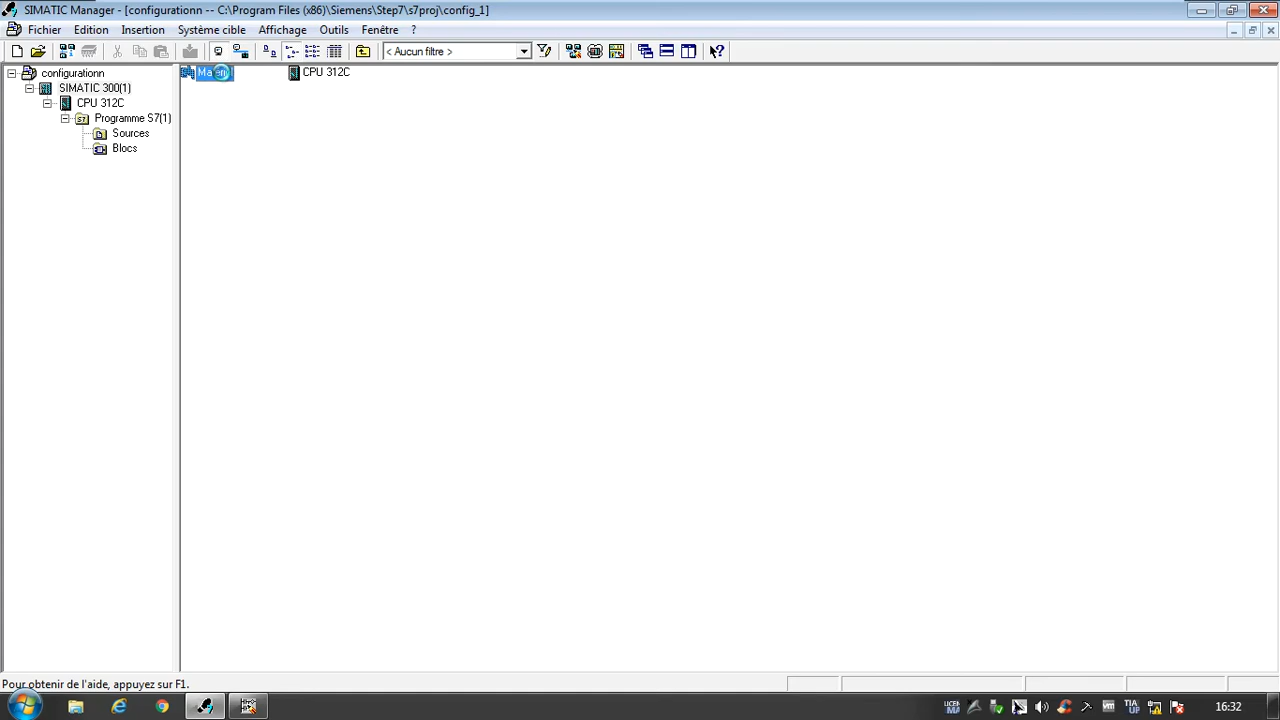 SIMATIC Manager - [configurationn -- C:\Program Files (x86)\Siemens\Step7\s7proj\config_1]
Fichier Edition Insertion Système cible Affichage Outils Fenêtre ?
< Aucun filtre >
configurationn
SIMATIC 300(1)
CPU 312C
Programme S7(1)
Sources
Blocs
CPU 312C
Pour obtenir de l'aide, appuyez sur F1.
16:32